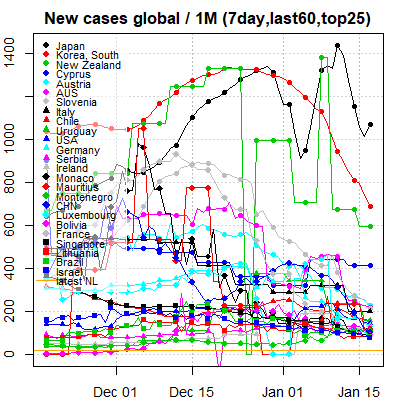 New cases global / 1M (7day,last60,top25)
Japan
Korea, South
New Zealand
Cyprus
Austria
AUS
Slovenia
Italy
Chile
Uruguay
USA
Germany
Serbia
Ireland
Monaco
Mauritius
Montenegro
CHN
Luxembourg
Bolivia
France
Singapore
Lithuania
Brazil
Israel
latest NL
0
200
400
600
800
1000
1400
Dec 01
Dec 15
Jan 01
Jan 15